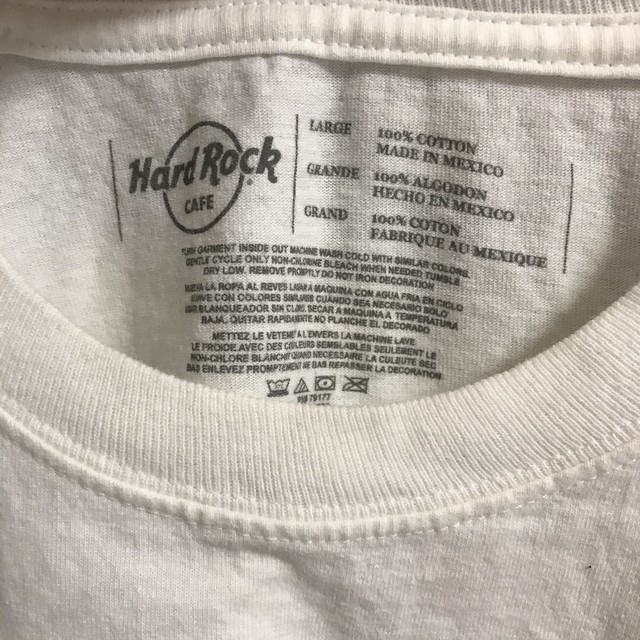 Hard Rock
CAFE
LARGE
100% COTTON
MADE IN MEXICO
GRANDE
100% ALGODON
HECHO EN MEXICO
GRAND
100% COTON
FABRIQUE AU MEXIQUE
TURN GARMENT INSIDE OUT MACHINE WASH COLD WITH SIMILAR COLORS.
GENTLE CYCLE ONLY NON-CHLORINE BLEACH WHEN NEEDED TUMBLE
DRY LOW. REMOVE PROMPTLY DO NOT IRON DECORATION
LA ROPA AL REVES LAVAR A MAQUINA CON AGUA FRIA EN CICLO
SUAVE CON COLORES SIMILARES CUANDO SEA NECESARIO SOLO
USAR BLANQUEADOR SIN CLORO. SECAR A MAQUINA A TEMPERATURA
BAJA. QUITAR RAPIDAMENTE NO PLANCHE EL DECORADO
METTEZ LE VETEMENT A L'ENVERS LA MACHINE LAVE
LE FROIDE AVEC DES COULEURS SEMBLABLES SEULEMENT LE
NON-CHLORE BLANCHIT QUAND NECESSAIRE LA CULBUTE SEC
BAS ENLEVEZ PROMPTEMENT NE PAS FER DECORATION
79177